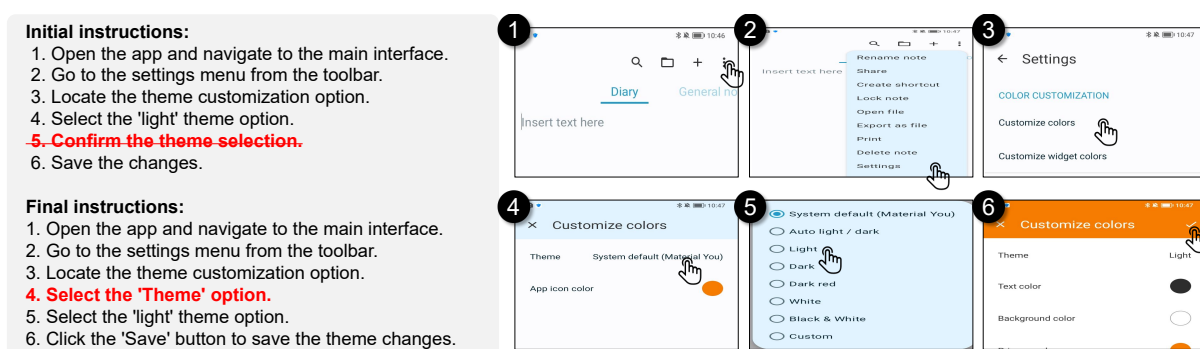 Initial instructions:
1. Open the app and navigate to the main interface.
2. Go to the settings menu from the toolbar.
3. Locate the theme customization option.
4. Select the 'light' theme option.
5. Confirm the theme selection.
6. Save the changes.
Final instructions:
1. Open the app and navigate to the main interface.
2. Go to the settings menu from the toolbar.
3. Locate the theme customization option.
4. Select the 'Theme' option.
5. Select the 'light' theme option.
6. Click the 'Save' button to save the theme changes.
1
10:46
Diary
General no
Insert text here
2
10:47
Insert text here
Rename note
Share
Create shortcut
Lock note
Open file
Export as file
Print
Delete note
Settings
3
10:47
Settings
COLOR CUSTOMIZATION
Customize colors
Customize widget colors
4
10:47
Customize colors
Theme
System default (Material You)
App icon color
5
System default (Material You)
Auto light / dark
Light
Dark
Dark red
White
Black & White
Custom
6
10:47
Customize colors
Theme
Light
Text color
Background color